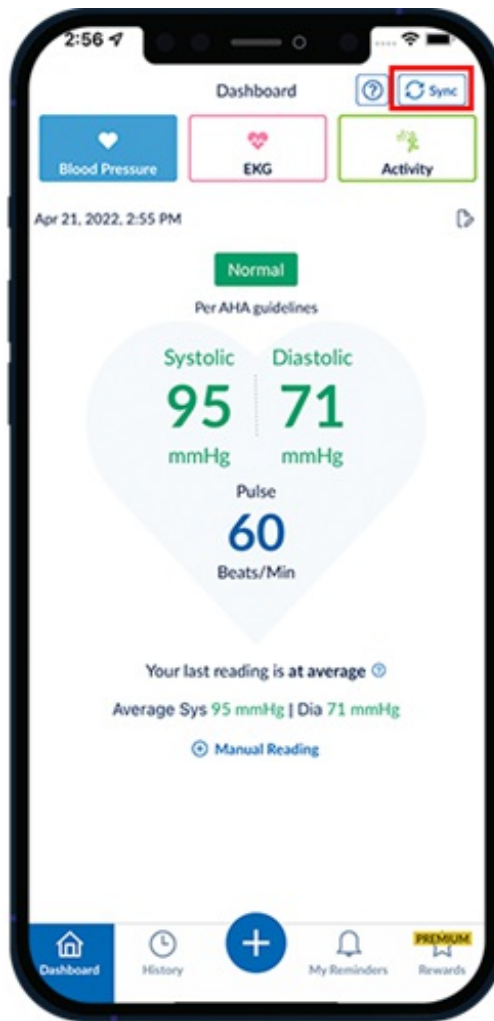 2:56
Dashboard
Sync
Blood Pressure
EKG
Activity
Apr 21, 2022, 2:55 PM
Normal
Per AHA guidelines
Systolic Diastolic
95 71
mmHg mmHg
Pulse
60
Beats/Min
Your last reading is at average
Average Sys 95 mmHg | Dia 71 mmHg
Manual Reading
PREMIUM
Dashboard
History
My Reminders
Rewards